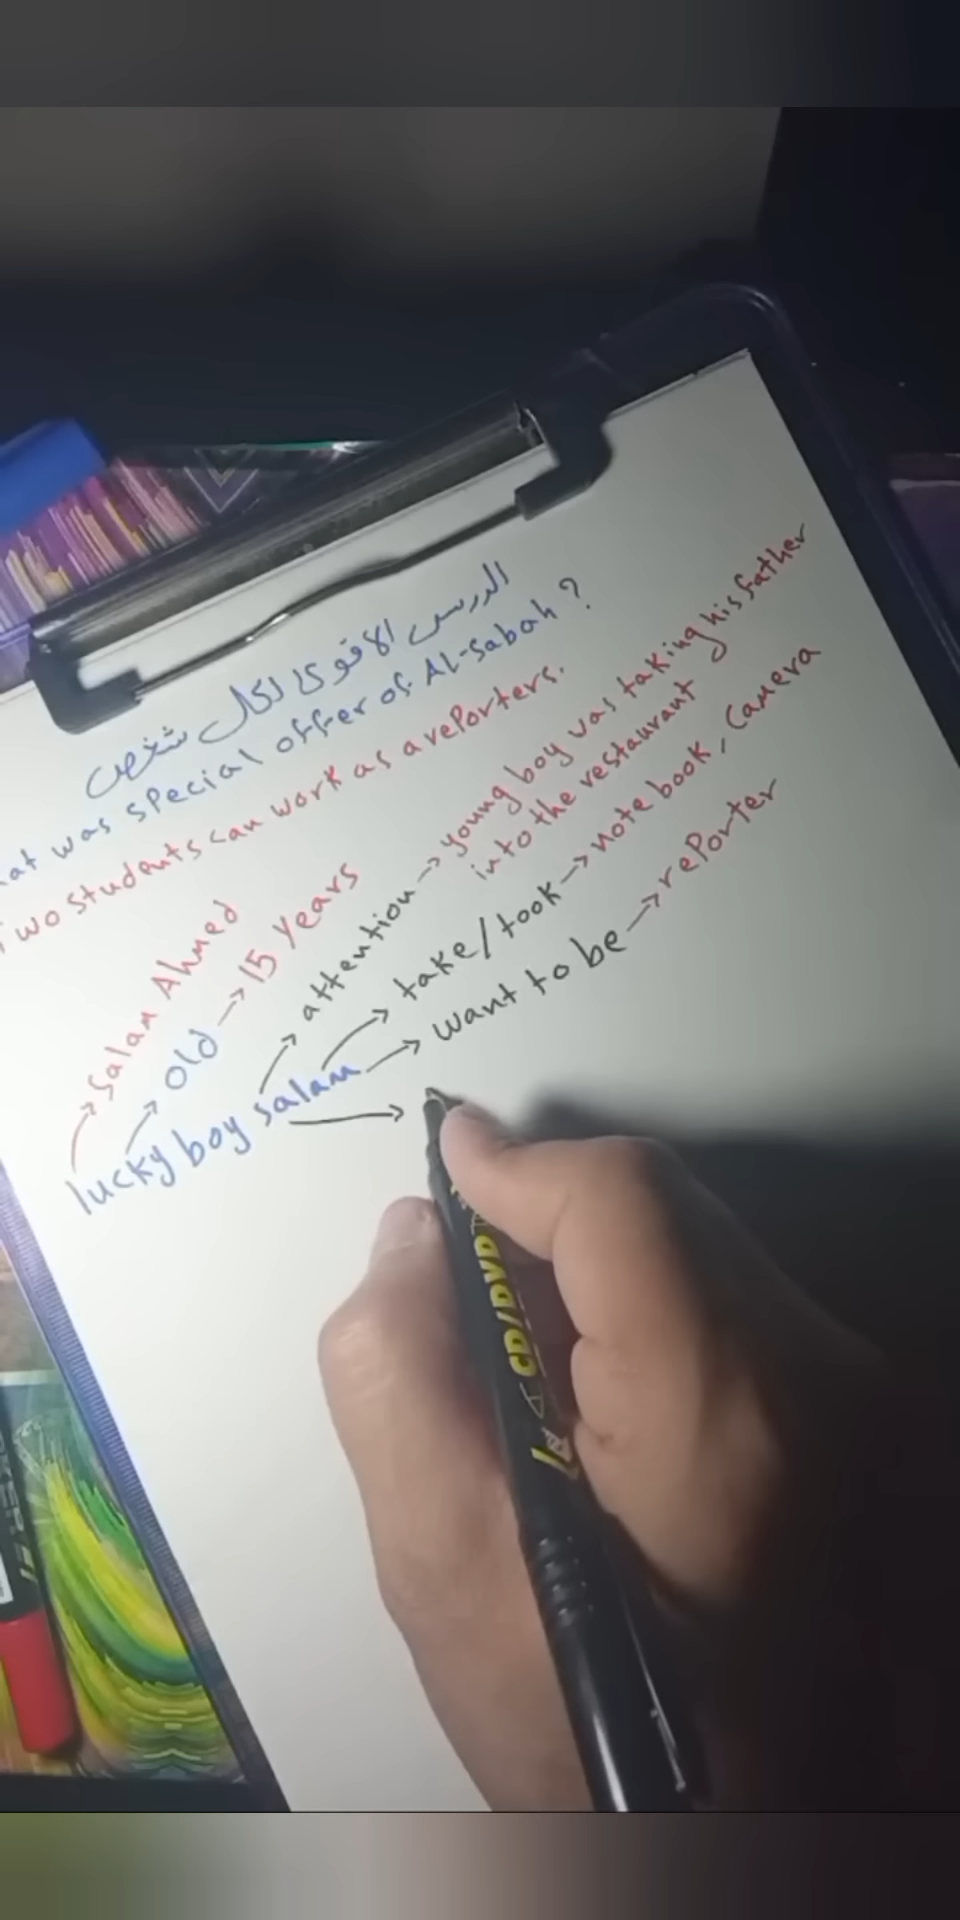 الدرس الاقوى لكل شخص
at was special offer of Al-Sabah ?
Two students can work as a reporters.
Salam Ahmed
old → 15 years
attention → young boy was taking his father
into the restaurant
take/took → note book, camera
want to be → reporter
lucky boy salam
CD/DVD